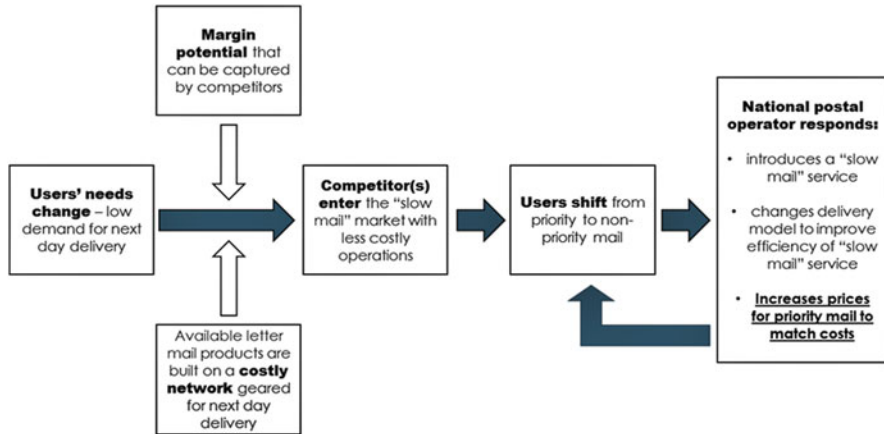 Margin
potential that
can be captured
by competitors
Users' needs
change – low
demand for next
day delivery
Competitor(s)
enter the "slow
mail" market with
less costly
operations
Users shift from
priority to non-
priority mail
National postal
operator responds:
• introduces a "slow
mail" service
• changes delivery
model to improve
efficiency of "slow
mail" service
• Increases prices
for priority mail to
match costs
Available letter
mail products are
built on a costly
network geared
for next day
delivery